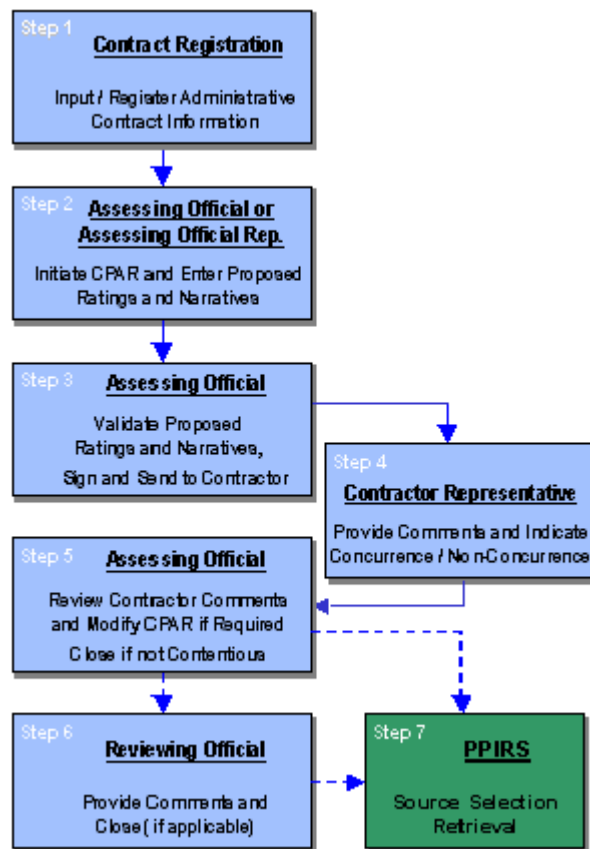 Step 1
Contract Registration
Input / Register Administrative
Contract Information
Step 2
Assessing Official or
Assessing Official Rep.
Initiate CPAR and Enter Proposed
Ratings and Narratives
Step 3
Assessing Official
Validate Proposed
Ratings and Narratives,
Sign and Send to Contractor
Step 4
Contractor Representative
Provide Comments and Indicate
Concurrence / Non-Concurrence
Step 5
Assessing Official
Review Contractor Comments
and Modify CPAR if Required
Close if not Contentious
Step 6
Reviewing Official
Provide Comments and
Close( if applicable)
Step 7
PPIRS
Source Selection
Retrieval